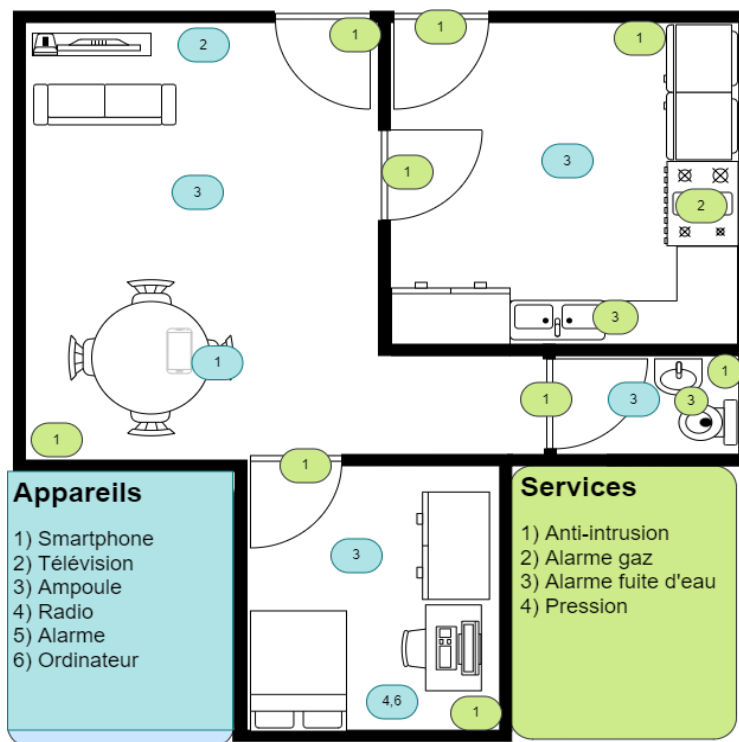 1
1
1
2
3
1
3
2
3
1
1
1
3
3
1
1
1
3
4,6
1
Appareils
1) Smartphone
2) Télévision
3) Ampoule
4) Radio
5) Alarme
6) Ordinateur
Services
1) Anti-intrusion
2) Alarme gaz
3) Alarme fuite d'eau
4) Pression